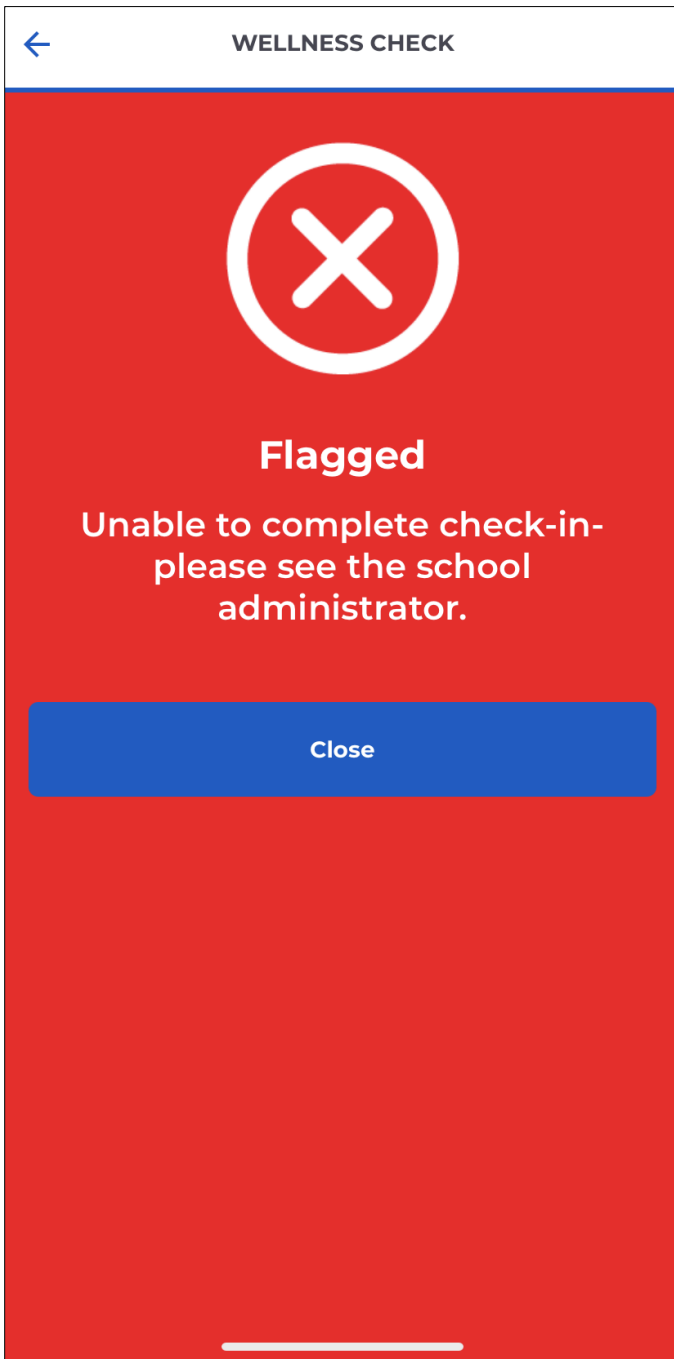 WELLNESS CHECK
Flagged
Unable to complete check-in-
please see the school
administrator.
Close